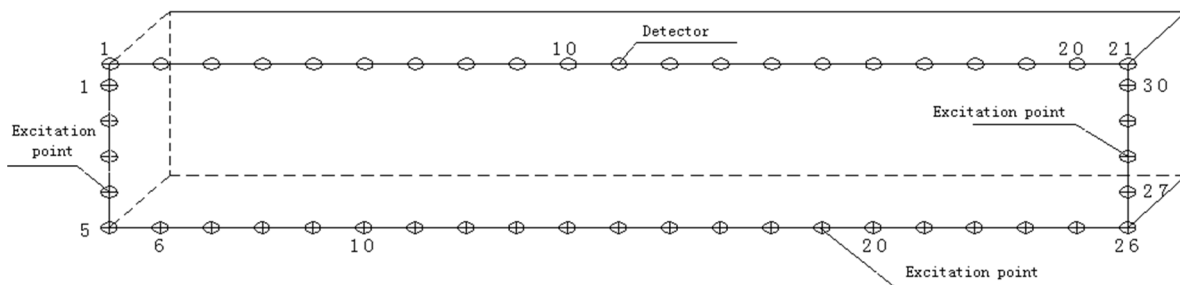 Detector
1 10 20 21
1 30
Excitation point
Excitation
point
27
5 6 10 20 26
Excitation point